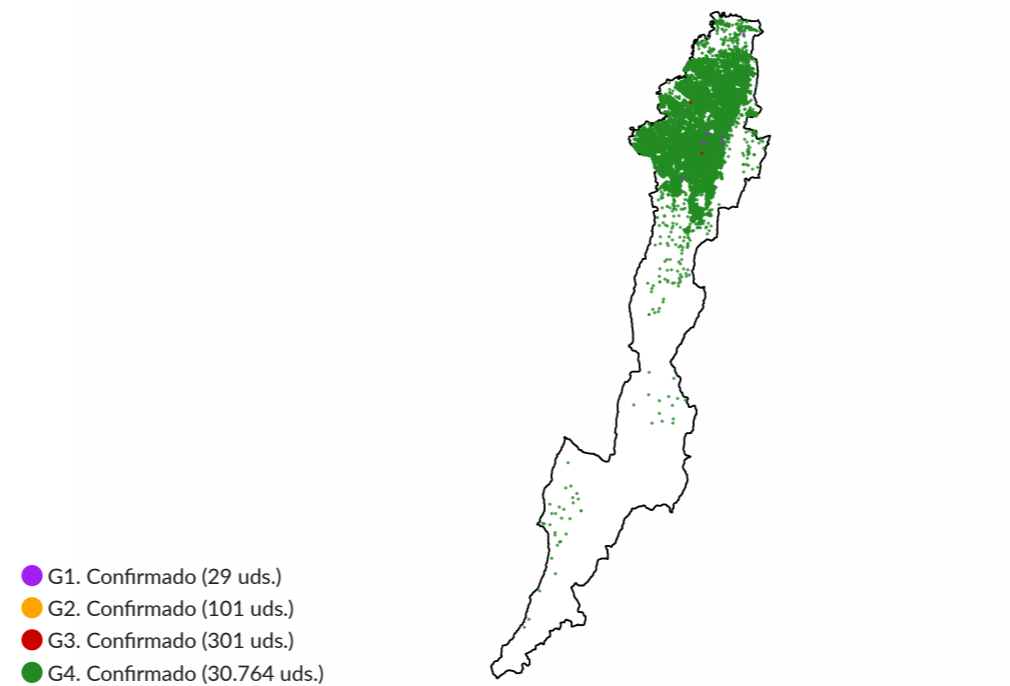 G1. Confirmado (29 uds.)
G2. Confirmado (101 uds.)
G3. Confirmado (301 uds.)
G4. Confirmado (30.764 uds.)